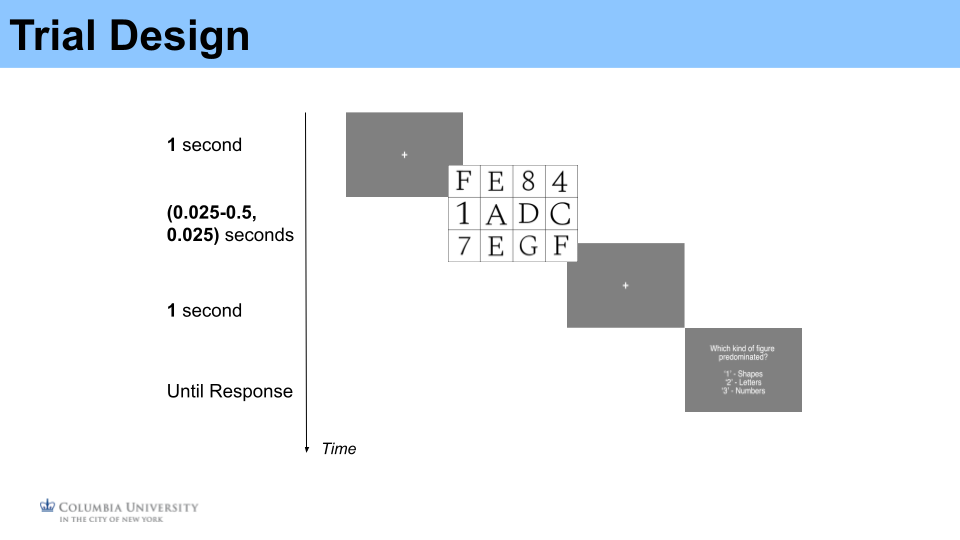 Trial Design
1 second
+
F E 8 4
(0.025-0.5,
1 A D C
0.025) seconds
7 E G F
+
1 second
Which kind of figure
predominated?
'1' - Shapes
'2' - Letters
'3' - Numbers
Until Response
Time
COLUMBIA UNIVERSITY
IN THE CITY OF NEW YORK